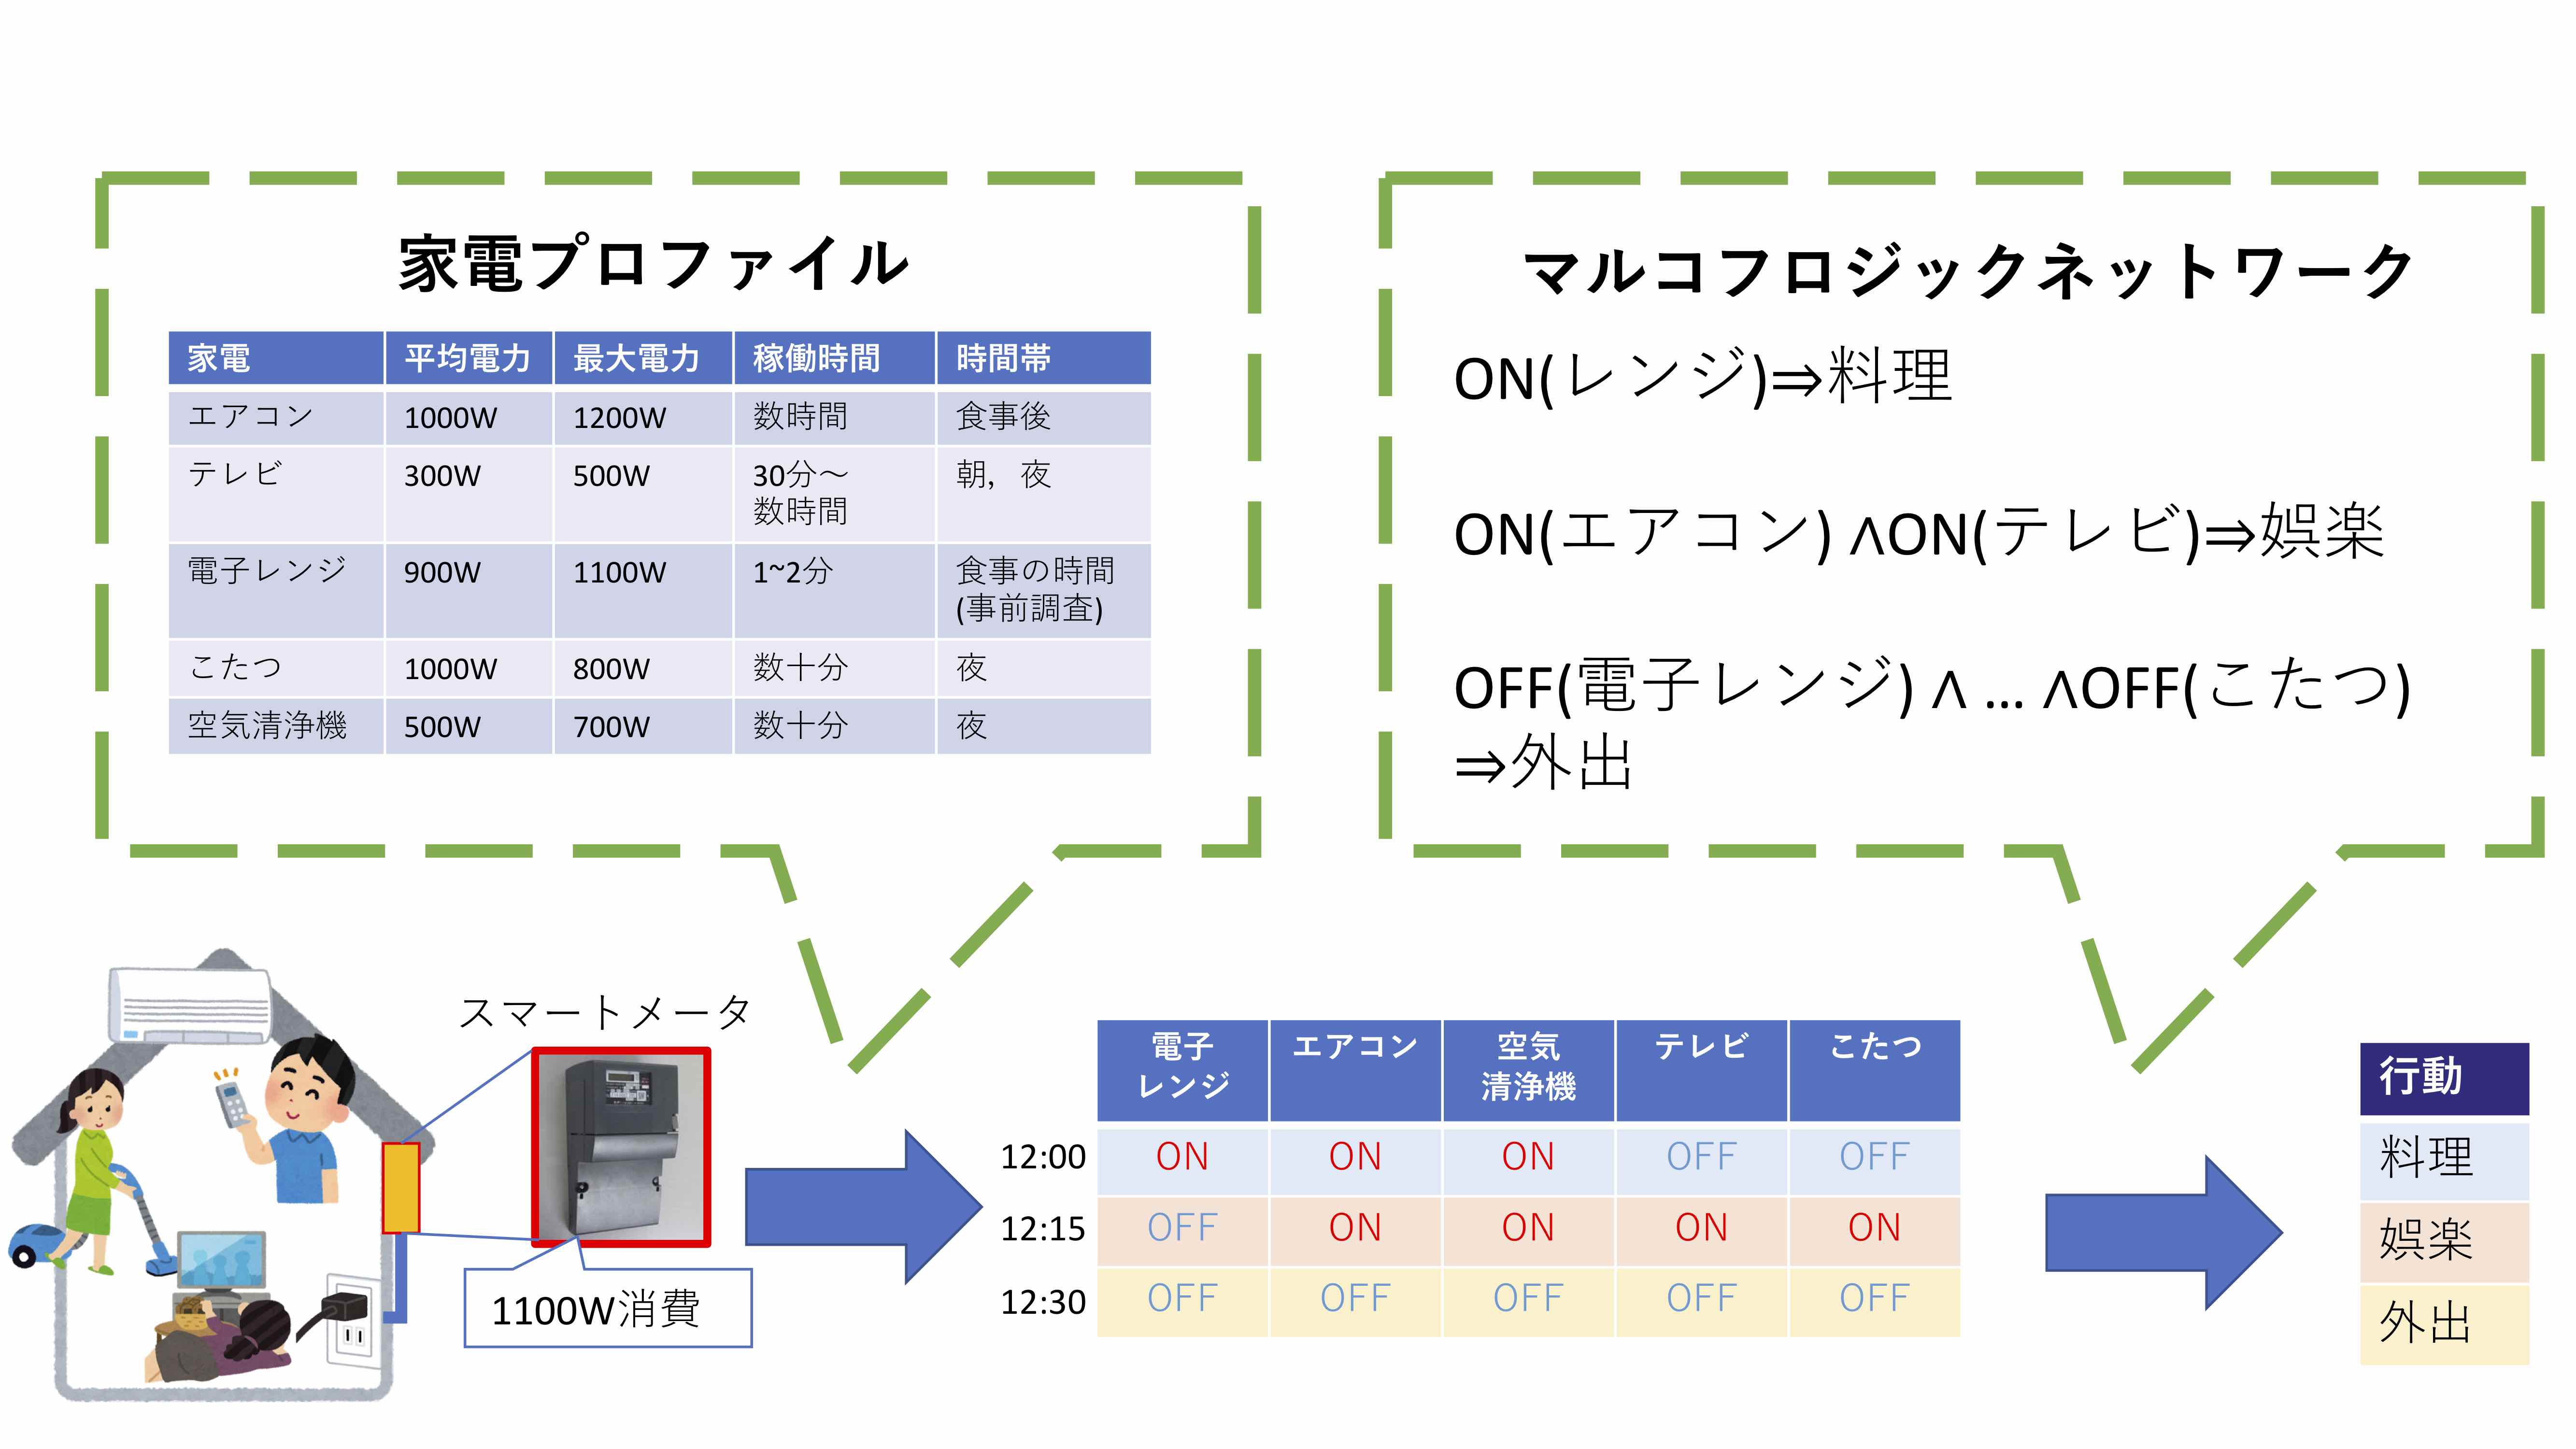 家電プロファイル
家電 平均電力 最大電力 稼働時間 時間帯
エアコン 1000W 1200W 数時間 食事後
テレビ 300W 500W 30分～ 朝，夜
数時間
電子レンジ 900W 1100W 1~2分 食事の時間
(事前調査)
こたつ 1000W 800W 数十分 夜
空気清浄機 500W 700W 数十分 夜
マルコフロジックネットワーク
ON(レンジ)⇒料理
ON(エアコン) ∧ON(テレビ)⇒娯楽
OFF(電子レンジ) ∧ … ∧OFF(こたつ)
⇒外出
スマートメータ
1100W消費
電子 エアコン 空気 テレビ こたつ
レンジ 清浄機
12:00 ON ON ON OFF OFF
12:15 OFF ON ON ON ON
12:30 OFF OFF OFF OFF OFF
行動
料理
娯楽
外出